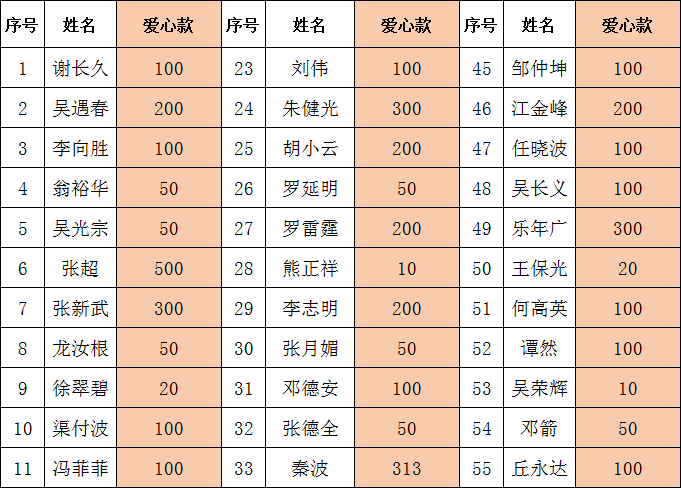 序号 姓名 爱心款 序号 姓名 爱心款 序号 姓名 爱心款
1 谢长久 100 23 刘伟 100 45 邹仲坤 100
2 吴遇春 200 24 朱健光 300 46 江金峰 200
3 李向胜 100 25 胡小云 200 47 任晓波 100
4 翁裕华 50 26 罗延明 50 48 吴长义 100
5 吴光宗 50 27 罗雷霆 200 49 乐年广 300
6 张超 500 28 熊正祥 10 50 王保光 20
7 张新武 300 29 李志明 200 51 何高英 100
8 龙汝根 50 30 张月媚 50 52 谭然 100
9 徐翠碧 20 31 邓德安 100 53 吴荣辉 10
10 渠付波 100 32 张德全 50 54 邓箭 50
11 冯菲菲 100 33 秦波 313 55 丘永达 100